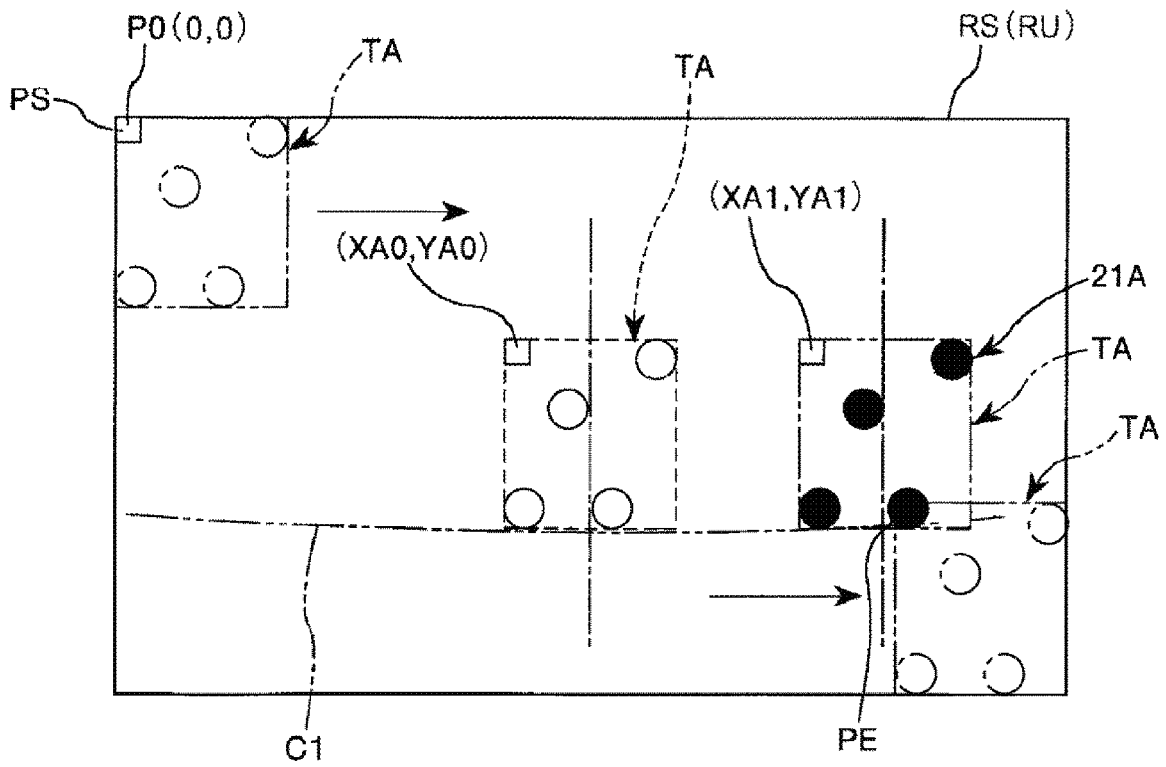 P0(0,0)
RS(RU)
TA
TA
PS
(XA1,YA1)
(XA0,YA0)
21A
TA
TA
C1
PE